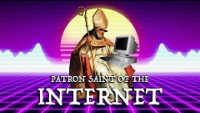 PATRON SAINT OF THE
INTERNET